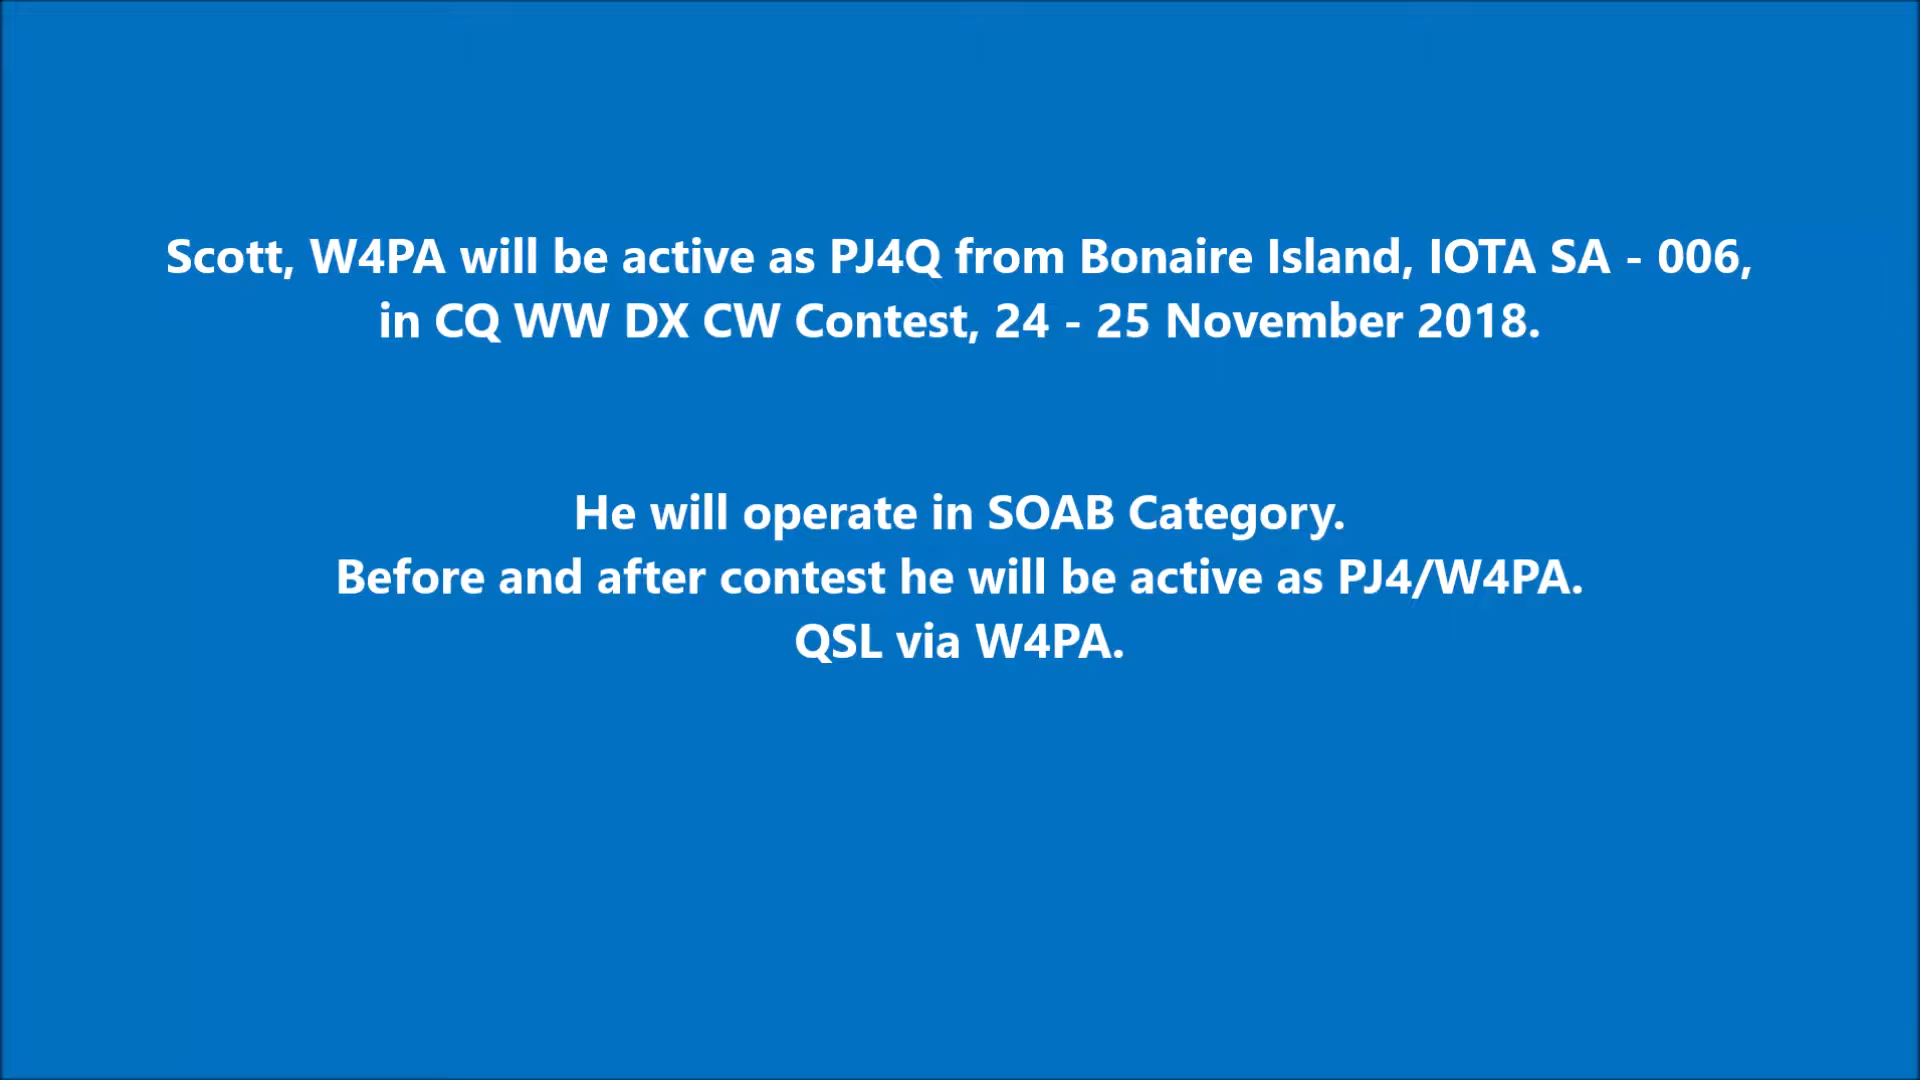 Scott, W4PA will be active as PJ4Q from Bonaire Island, IOTA SA - 006,
in CQ WW DX CW Contest, 24 - 25 November 2018.
He will operate in SOAB Category.
Before and after contest he will be active as PJ4/W4PA.
QSL via W4PA.